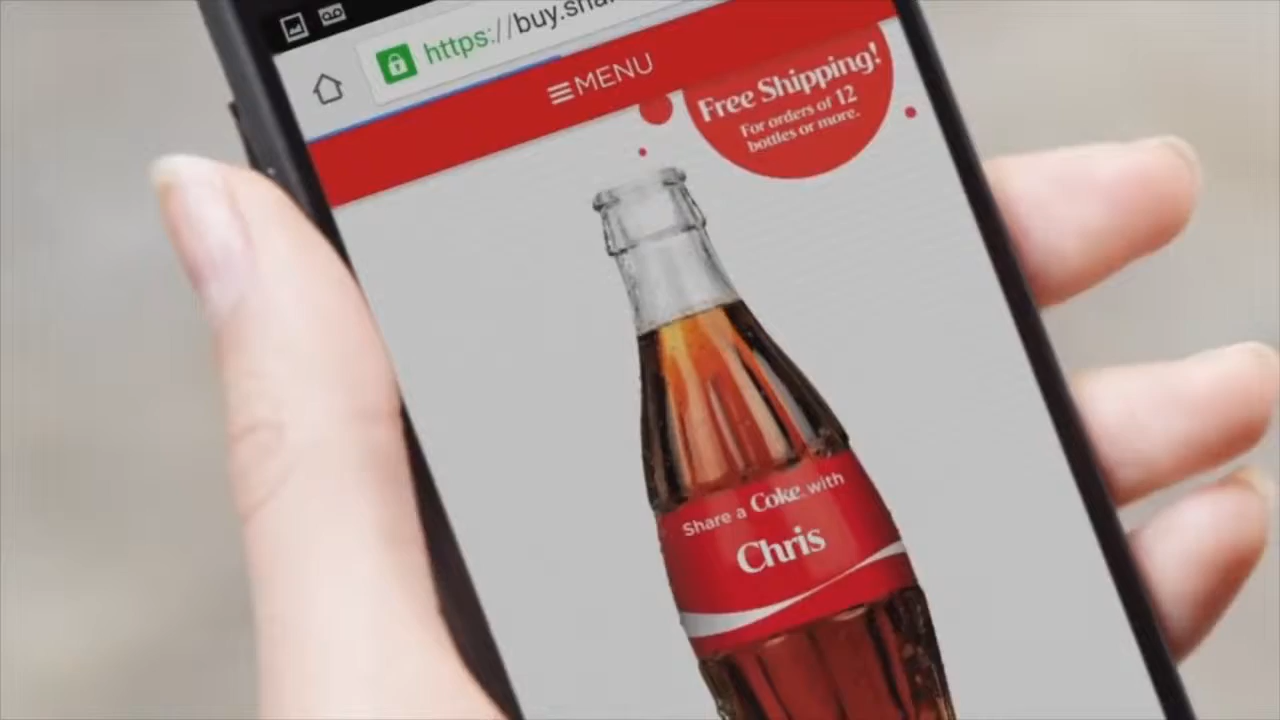 https://buy.sha
MENU
Free Shipping!
For orders of 12
bottles or more.
Share a Coke with
Chris